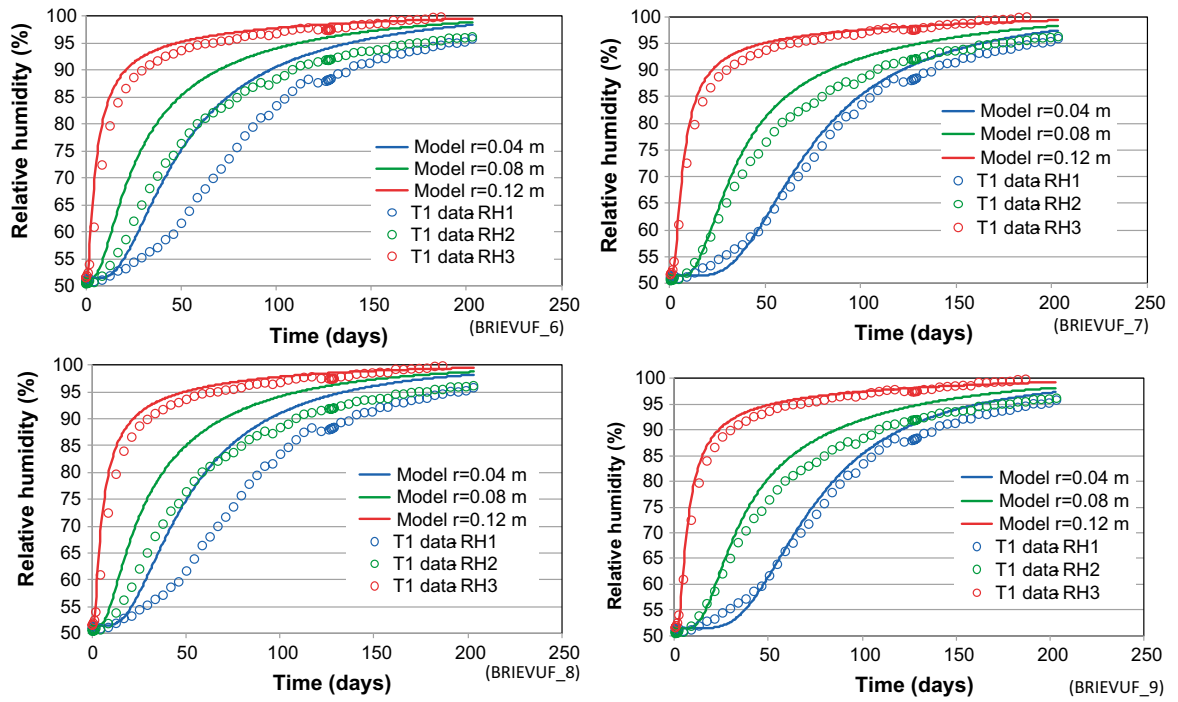 100
95
90
85
80
75
70
65
60
55
50
Relative humidity (%)
Model r=0.04 m
Model r=0.08 m
Model r=0.12 m
T1 data RH1
T1 data RH2
T1 data RH3
0
50
100
150
200
250
Time (days)
(BRIEVUF_6)
100
95
90
85
80
75
70
65
60
55
50
Relative humidity (%)
Model r=0.04 m
Model r=0.08 m
Model r=0.12 m
T1 data RH1
T1 data RH2
T1 data RH3
0
50
100
150
200
250
Time (days)
(BRIEVUF_7)
100
95
90
85
80
75
70
65
60
55
50
Relative humidity (%)
Model r=0.04 m
Model r=0.08 m
Model r=0.12 m
T1 data RH1
T1 data RH2
T1 data RH3
0
50
100
150
200
250
Time (days)
(BRIEVUF_8)
100
95
90
85
80
75
70
65
60
55
50
Relative humidity (%)
Model r=0.04 m
Model r=0.08 m
Model r=0.12 m
T1 data RH1
T1 data RH2
T1 data RH3
0
50
100
150
200
250
Time (days)
(BRIEVUF_9)